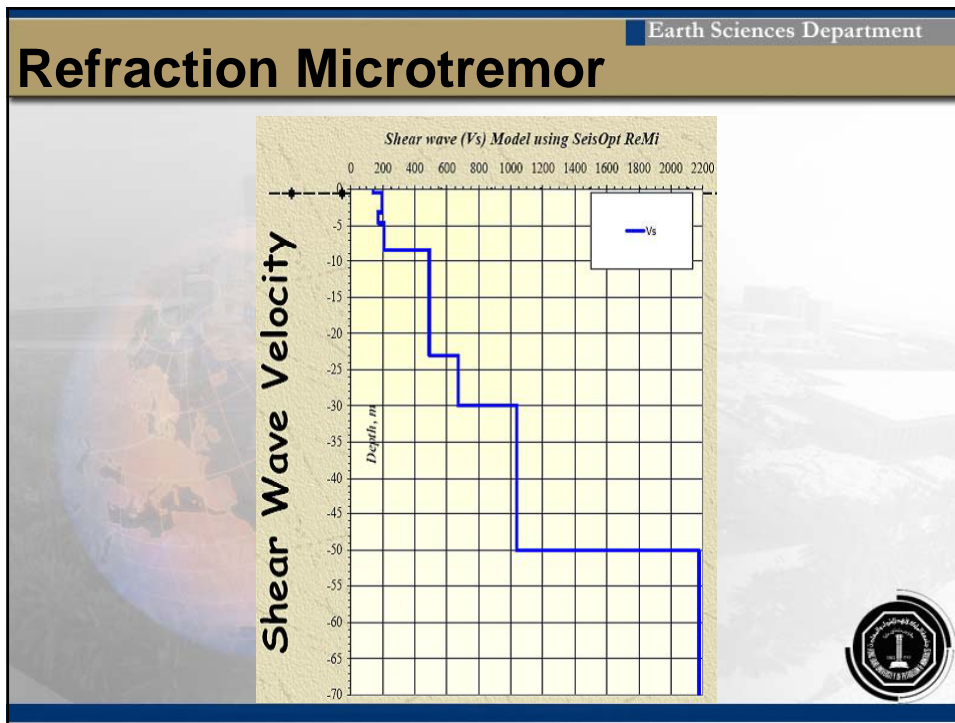 Earth Sciences Department
Refraction Microtremor
Shear wave (Vs) Model using SeisOpt ReMi
0 200 400 600 800 1000 1200 1400 1600 1800 2000 2200
0
-5
-10
-15
-20
-25
-30
-35
-40
-45
-50
-55
-60
-65
-70
Vs
Depth, m
Shear Wave Velocity